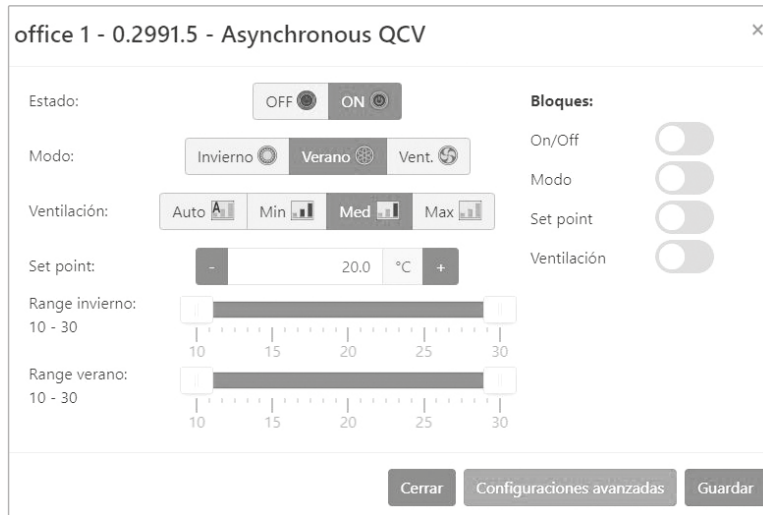 office 1 - 0.2991.5 - Asynchronous QCV ×
Estado: OFF ON
Modo: Invierno Verano Vent.
Ventilación: Auto A Min Med Max
Set point: - 20.0 °C +
Range invierno:
10 - 30
10 15 20 25 30
Range verano:
10 - 30
10 15 20 25 30
Bloques:
On/Off
Modo
Set point
Ventilación
Cerrar Configuraciones avanzadas Guardar